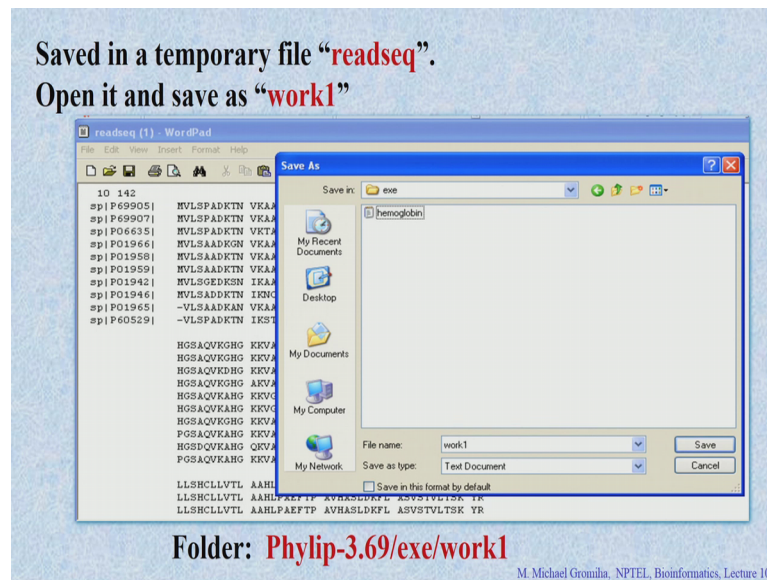 Saved in a temporary file “readseq”.
Open it and save as “work1”
readseq (1) - WordPad
File Edit View Insert Format Help
Save As
Save in: exe
10 142
sp|P69905| MVLSPADKTN VKAA
sp|P69907| MVLSPADKTN VKAA
sp|P06635| MVLSPADKTN VKTA
sp|P01966| MVLSAADKGN VKAA
sp|P01958| MVLSAADKTN VKAA
sp|P01959| MVLSAADKTN VKAA
sp|P01942| MVLSGEDKSN IKAA
sp|P01946| MVLSADDKTN IKNC
sp|P01965| -VLSAADKAN VKAA
sp|P60529| -VLSPADKTN IKST
HGSAQVKGHG KKVA
HGSAQVKGHG KKVA
HGSAQVKDHG KKVA
HGSAQVKGHG AKVA
HGSAQVKAHG KKVG
HGSAQVKAHG KKVG
HGSAQVKGHG KKVA
PGSAQVKAHG KKVA
HGSDQVKAHG QKVA
PGSAQVKAHG KKVA
LLSHCLLVTL AAHL
LLSHCLLVTL AAHLPAEFTP AVHASLDKFL ASVSTVLTSK YR
LLSHCLLVTL AAHLPAEFTP AVHASLDKFL ASVSTVLTSK YR
hemoglobin
My Recent Documents
Desktop
My Documents
My Computer
My Network
File name: work1 Save
Save as type: Text Document Cancel
Save in this format by default
Folder: Phylip-3.69/exe/work1
M. Michael Gromiha, NPTEL, Bioinformatics, Lecture 10